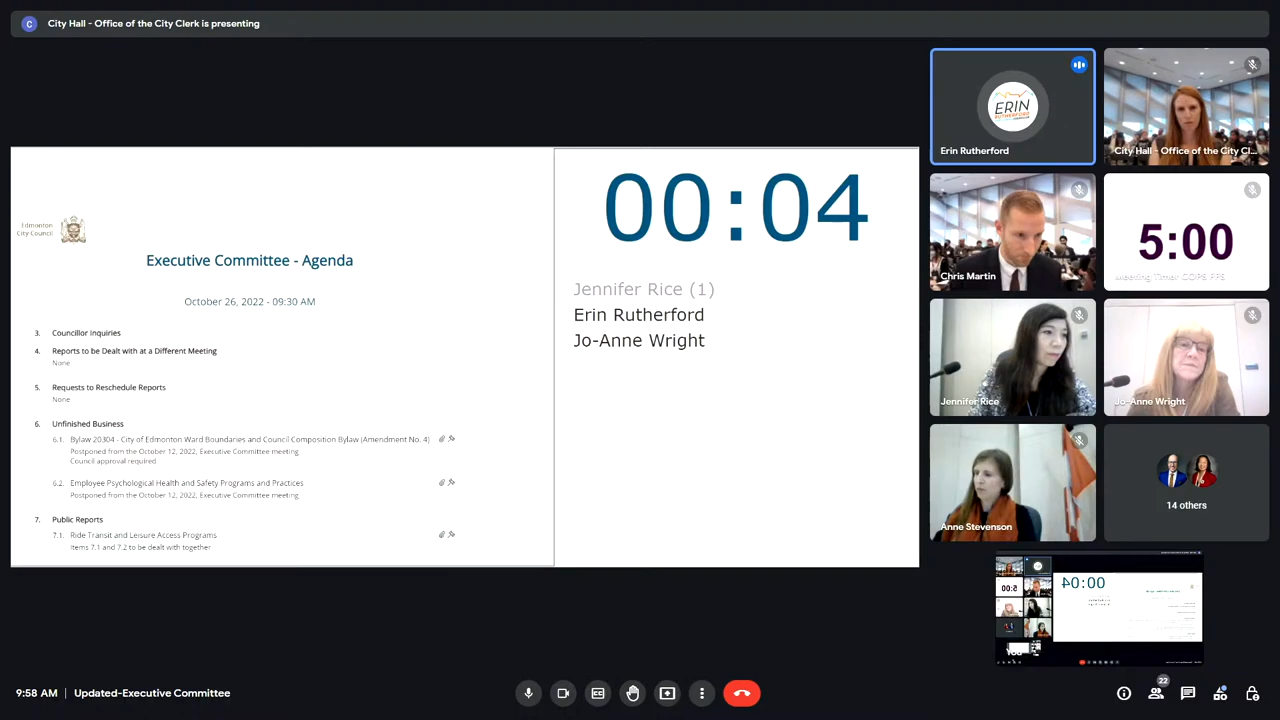 C
City Hall - Office of the City Clerk is presenting
Edmonton
City Council
Executive Committee - Agenda
October 26, 2022 - 09:30 AM
3. Councillor Inquiries
4. Reports to be Dealt with at a Different Meeting
None
5. Requests to Reschedule Reports
None
6. Unfinished Business
6.1. Bylaw 20304 - City of Edmonton Ward Boundaries and Council Composition Bylaw (Amendment No. 4)
Postponed from the October 12, 2022, Executive Committee meeting
Council approval required
6.2. Employee Psychological Health and Safety Programs and Practices
Postponed from the October 12, 2022, Executive Committee meeting
7. Public Reports
7.1. Ride Transit and Leisure Access Programs
Items 7.1 and 7.2 to be dealt with together
00:04
Jennifer Rice (1)
Erin Rutherford
Jo-Anne Wright
ERIN
RUTHERFORD
Erin Rutherford
City Hall - Office of the City Cl...
Chris Martin
5:00
Meeting Timer
Jennifer Rice
Jo-Anne Wright
Anne Stevenson
14 others
00:04
5:00
9:58 AM | Updated-Executive Committee
22